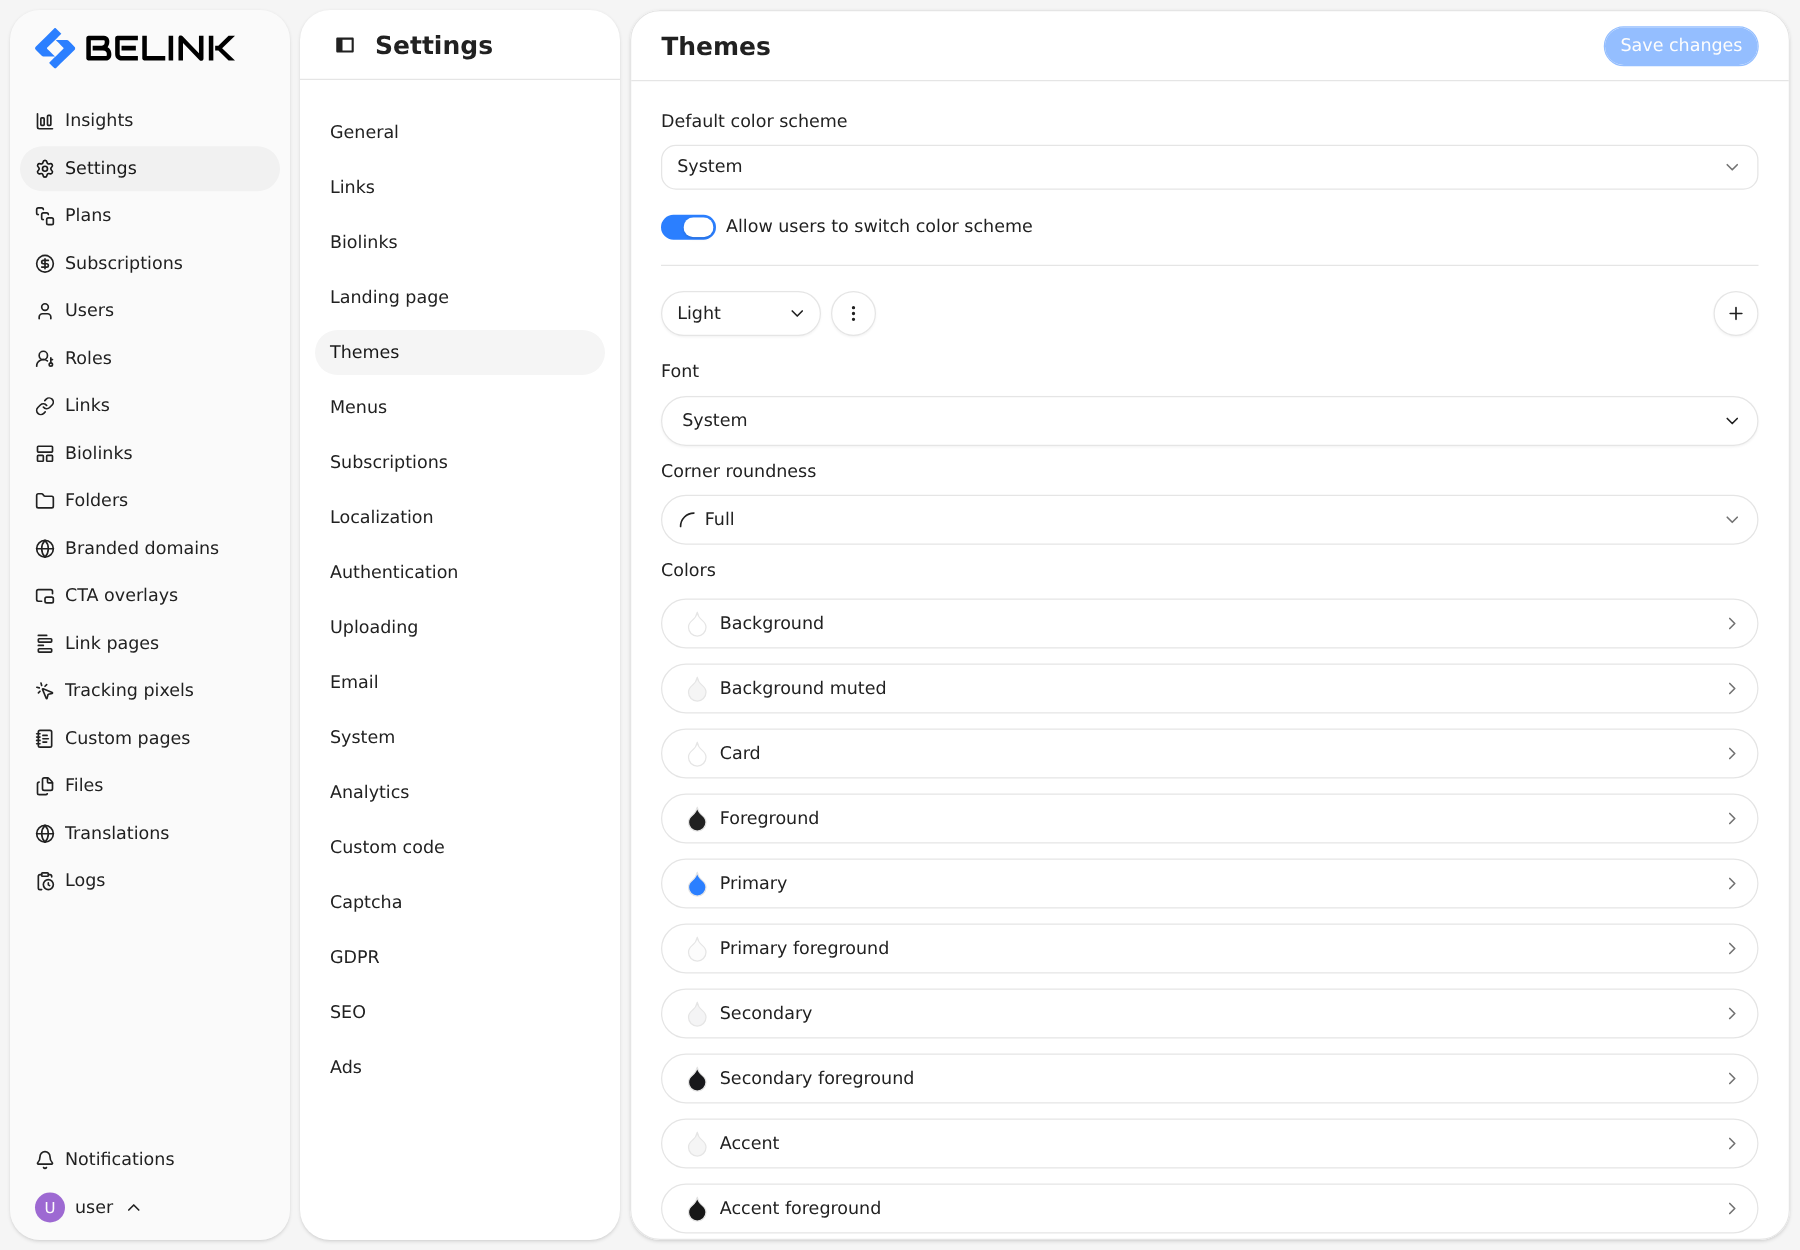 BELINK
Insights
Settings
Plans
Subscriptions
Users
Roles
Links
Biolinks
Folders
Branded domains
CTA overlays
Link pages
Tracking pixels
Custom pages
Files
Translations
Logs
Notifications
U user
Settings
General
Links
Biolinks
Landing page
Themes
Menus
Subscriptions
Localization
Authentication
Uploading
Email
System
Analytics
Custom code
Captcha
GDPR
SEO
Ads
Themes
Save changes
Default color scheme
System
Allow users to switch color scheme
Light
Font
System
Corner roundness
Full
Colors
Background
Background muted
Card
Foreground
Primary
Primary foreground
Secondary
Secondary foreground
Accent
Accent foreground